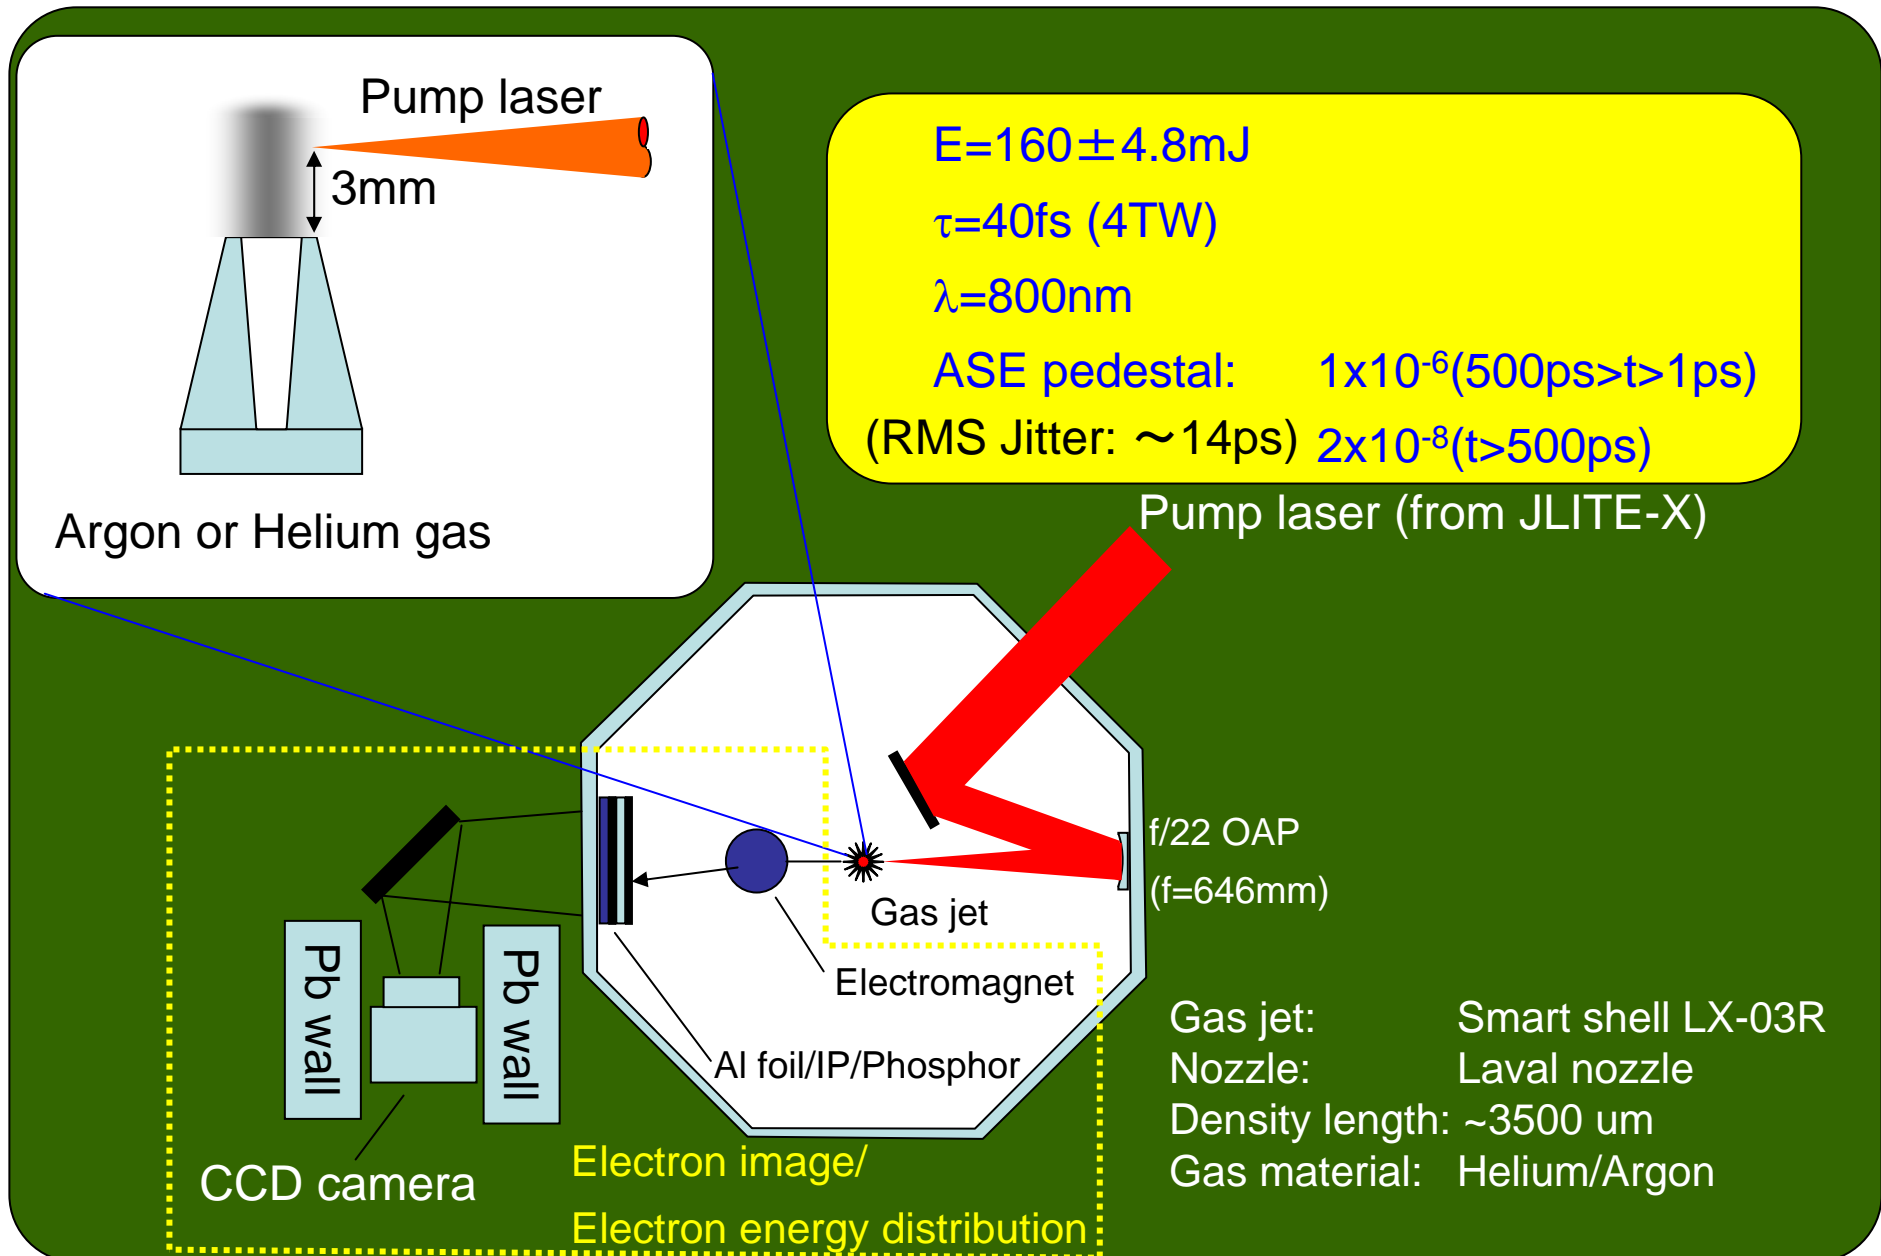 Pump laser
3mm
Argon or Helium gas
E=160±4.8mJ
τ=40fs (4TW)
λ=800nm
ASE pedestal: 1x10⁻⁶(500ps>t>1ps)
(RMS Jitter: ～14ps) 2x10⁻⁸(t>500ps)
Pump laser (from JLITE-X)
f/22 OAP
(f=646mm)
Gas jet
Electromagnet
Al foil/IP/Phosphor
Pb wall
Pb wall
CCD camera
Electron image/
Electron energy distribution
Gas jet: Smart shell LX-03R
Nozzle: Laval nozzle
Density length: ~3500 um
Gas material: Helium/Argon